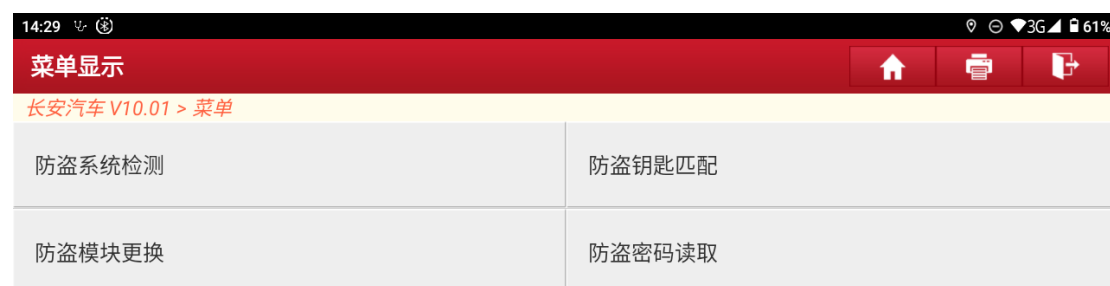 14:29 3G 61%
菜单显示
长安汽车 V10.01 > 菜单
防盗系统检测 防盗钥匙匹配
防盗模块更换 防盗密码读取